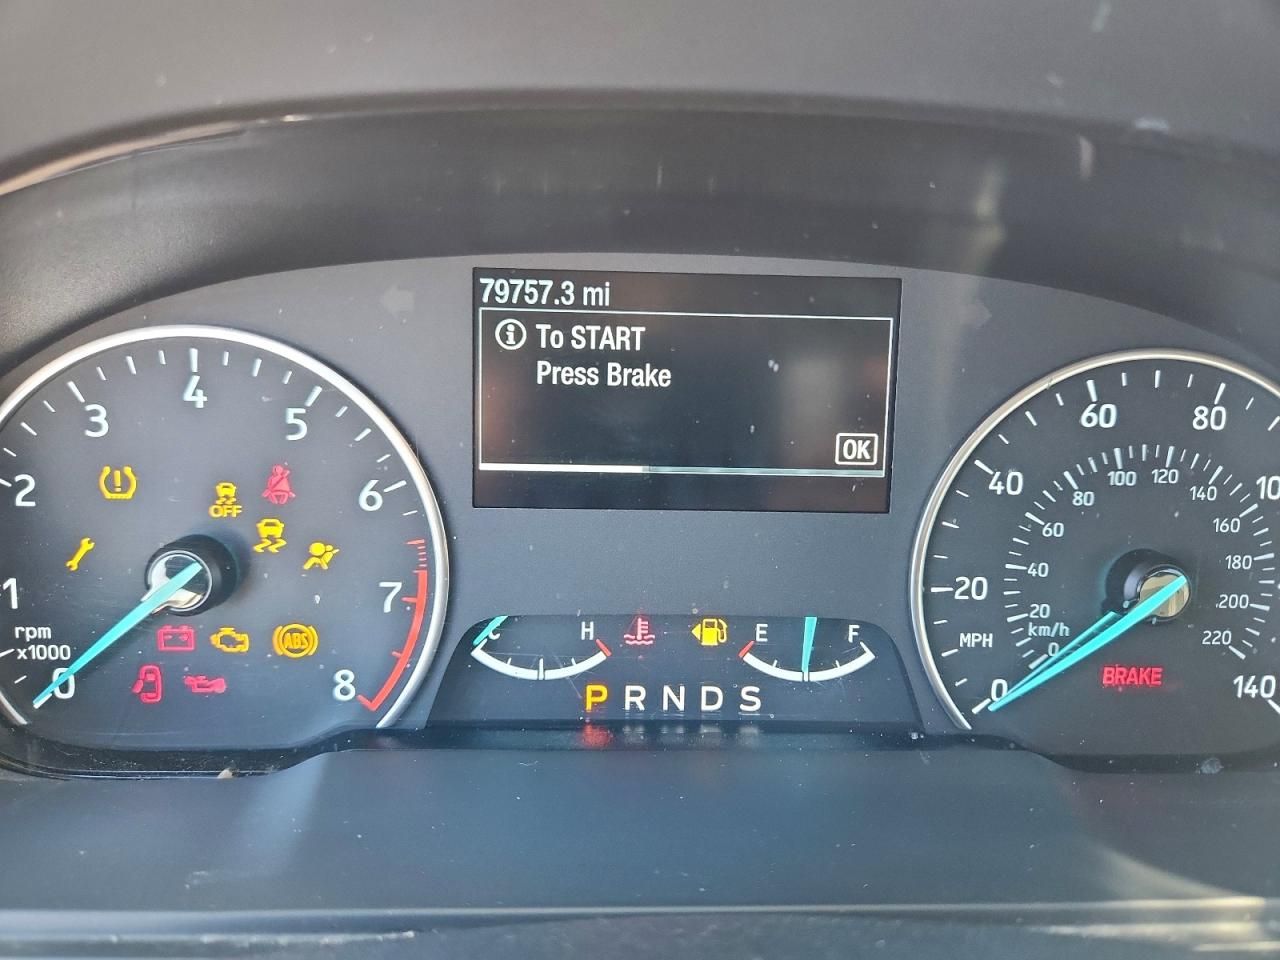 79757.3 mi
To START
Press Brake
OK
0 1 2 3 4 5 6 7 8
rpm
x1000
OFF
ABS
C H
E F
P R N D S
0 20 40 60 80 10 140
MPH
0 20 40 60 80 100 120 140 160 180 200 220
km/h
BRAKE